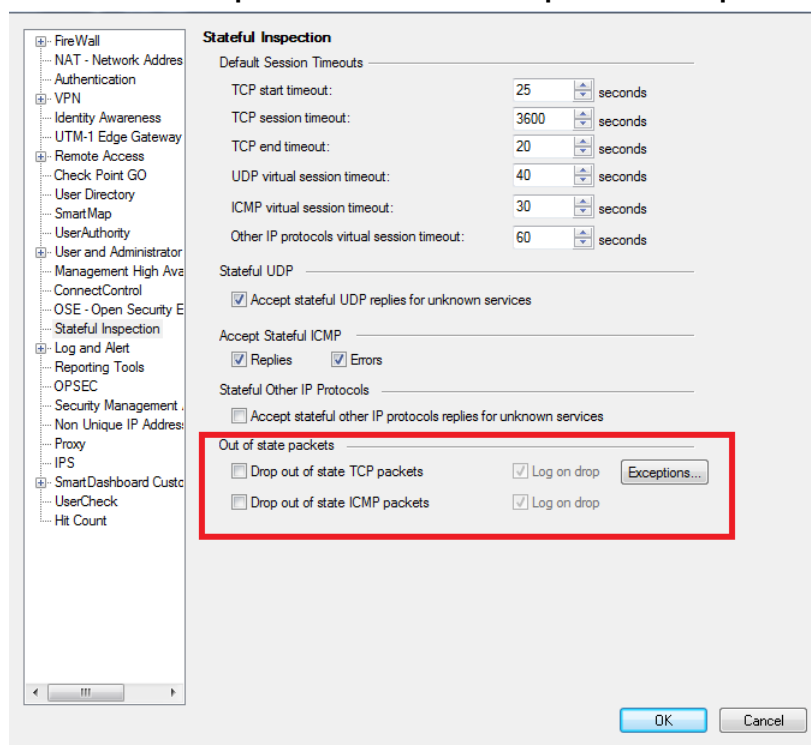 Stateful Inspection
FireWall
NAT - Network Addres
Authentication
VPN
Identity Awareness
UTM-1 Edge Gateway
Remote Access
Check Point GO
User Directory
SmartMap
UserAuthority
User and Administrator
Management High Ava
ConnectControl
OSE - Open Security E
Stateful Inspection
Log and Alert
Reporting Tools
OPSEC
Security Management .
Non Unique IP Address
Proxy
IPS
SmartDashboard Custo
UserCheck
Hit Count
Default Session Timeouts
TCP start timeout: 25 seconds
TCP session timeout: 3600 seconds
TCP end timeout: 20 seconds
UDP virtual session timeout: 40 seconds
ICMP virtual session timeout: 30 seconds
Other IP protocols virtual session timeout: 60 seconds
Stateful UDP
Accept stateful UDP replies for unknown services
Accept Stateful ICMP
Replies Errors
Stateful Other IP Protocols
Accept stateful other IP protocols replies for unknown services
Out of state packets
Drop out of state TCP packets Log on drop Exceptions...
Drop out of state ICMP packets Log on drop
OK Cancel